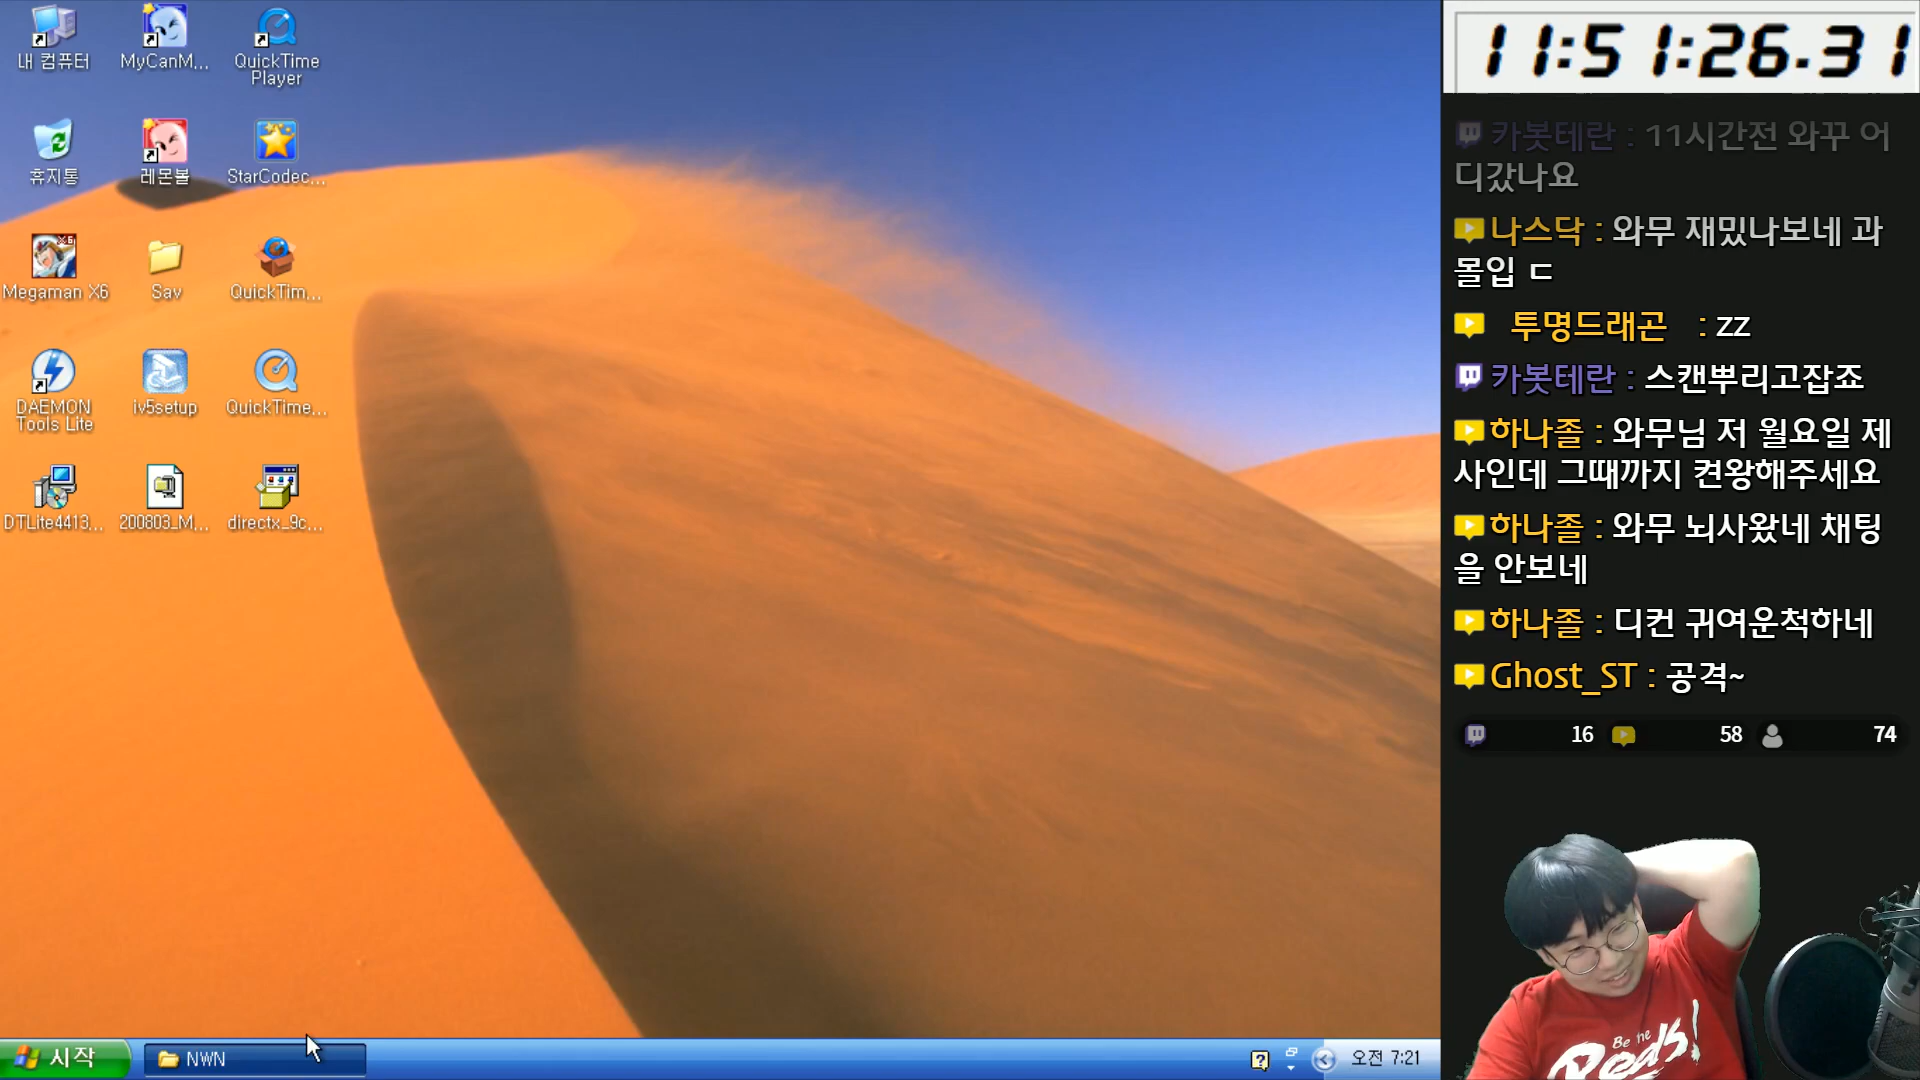 내 컴퓨터
MyCanM...
QuickTime
Player
휴지통
레몬볼
StarCodec...
X6
Megaman X6
Sav
QuickTim...
DAEMON
Tools Lite
iv5setup
QuickTime...
DTLite4413...
200803_M...
directx_9c...
시작
NWN
오전 7:21
11:51:26.31
카봇테란 : 11시간전 와꾸 어
디갔나요
나스닥 : 와무 재밌나보네 과
몰입 ㄷ
투명드래곤 : zz
카봇테란 : 스캔뿌리고잡죠
하나졸 : 와무님 저 월요일 제
사인데 그때까지 켠왕해주세요
하나졸 : 와무 뇌사왔네 채팅
을 안보네
하나졸 : 디컨 귀여운척하네
Ghost_ST : 공격~
16
58
74
Be the
Reds!